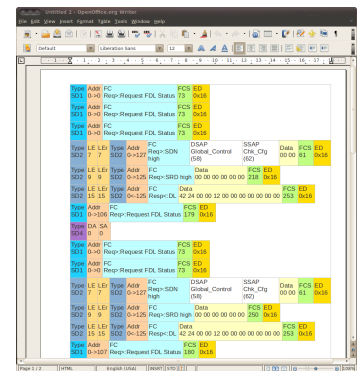 Untitled 2 - OpenOffice.org Writer
File Edit View Insert Format Table Tools Window Help
Default Liberation Sans 12
Type Addr FC FCS ED
SD1 0->0 Req>:Request FDL Status 73 0x16
Type Addr FC FCS ED
SD1 0->0 Req>:Request FDL Status 73 0x16
Type Addr FC FCS ED
SD1 0->0 Req>:Request FDL Status 73 0x16
Type LE LEr Type Addr FC DSAP SSAP Data FCS ED
SD2 7 7 SD2 0->127 Req>:SDN high Global_Control (58) Chk_Cfg (62) 00 00 61 0x16
Type LE LEr Type Addr FC Data FCS ED
SD2 9 9 SD2 0->125 Req>:SRD high 00 00 00 00 00 00 218 0x16
Type LE LEr Type Addr FC Data FCS ED
SD2 15 15 SD2 0<-125 Resp<:DL 42 24 00 12 00 00 00 00 00 00 00 00 253 0x16
Type Addr FC FCS ED
SD1 0->106 Req>:Request FDL Status 179 0x16
Type DA SA
SD4 0 0
Type Addr FC FCS ED
SD1 0->0 Req>:Request FDL Status 73 0x16
Type Addr FC FCS ED
SD1 0->0 Req>:Request FDL Status 73 0x16
Type LE LEr Type Addr FC DSAP SSAP Data FCS ED
SD2 7 7 SD2 0->127 Req>:SDN high Global_Control (58) Chk_Cfg (62) 00 00 61 0x16
Type LE LEr Type Addr FC Data FCS ED
SD2 9 9 SD2 0->125 Req>:SRD high 00 00 00 00 00 00 250 0x16
Type LE LEr Type Addr FC Data FCS ED
SD2 15 15 SD2 0<-125 Resp<:DL 42 24 00 12 00 00 00 00 00 00 00 00 253 0x16
Type Addr FC FCS ED
SD1 0->107 Req>:Request FDL Status 180 0x16
Page 1 / 2 HTML English (USA) INSRT STD